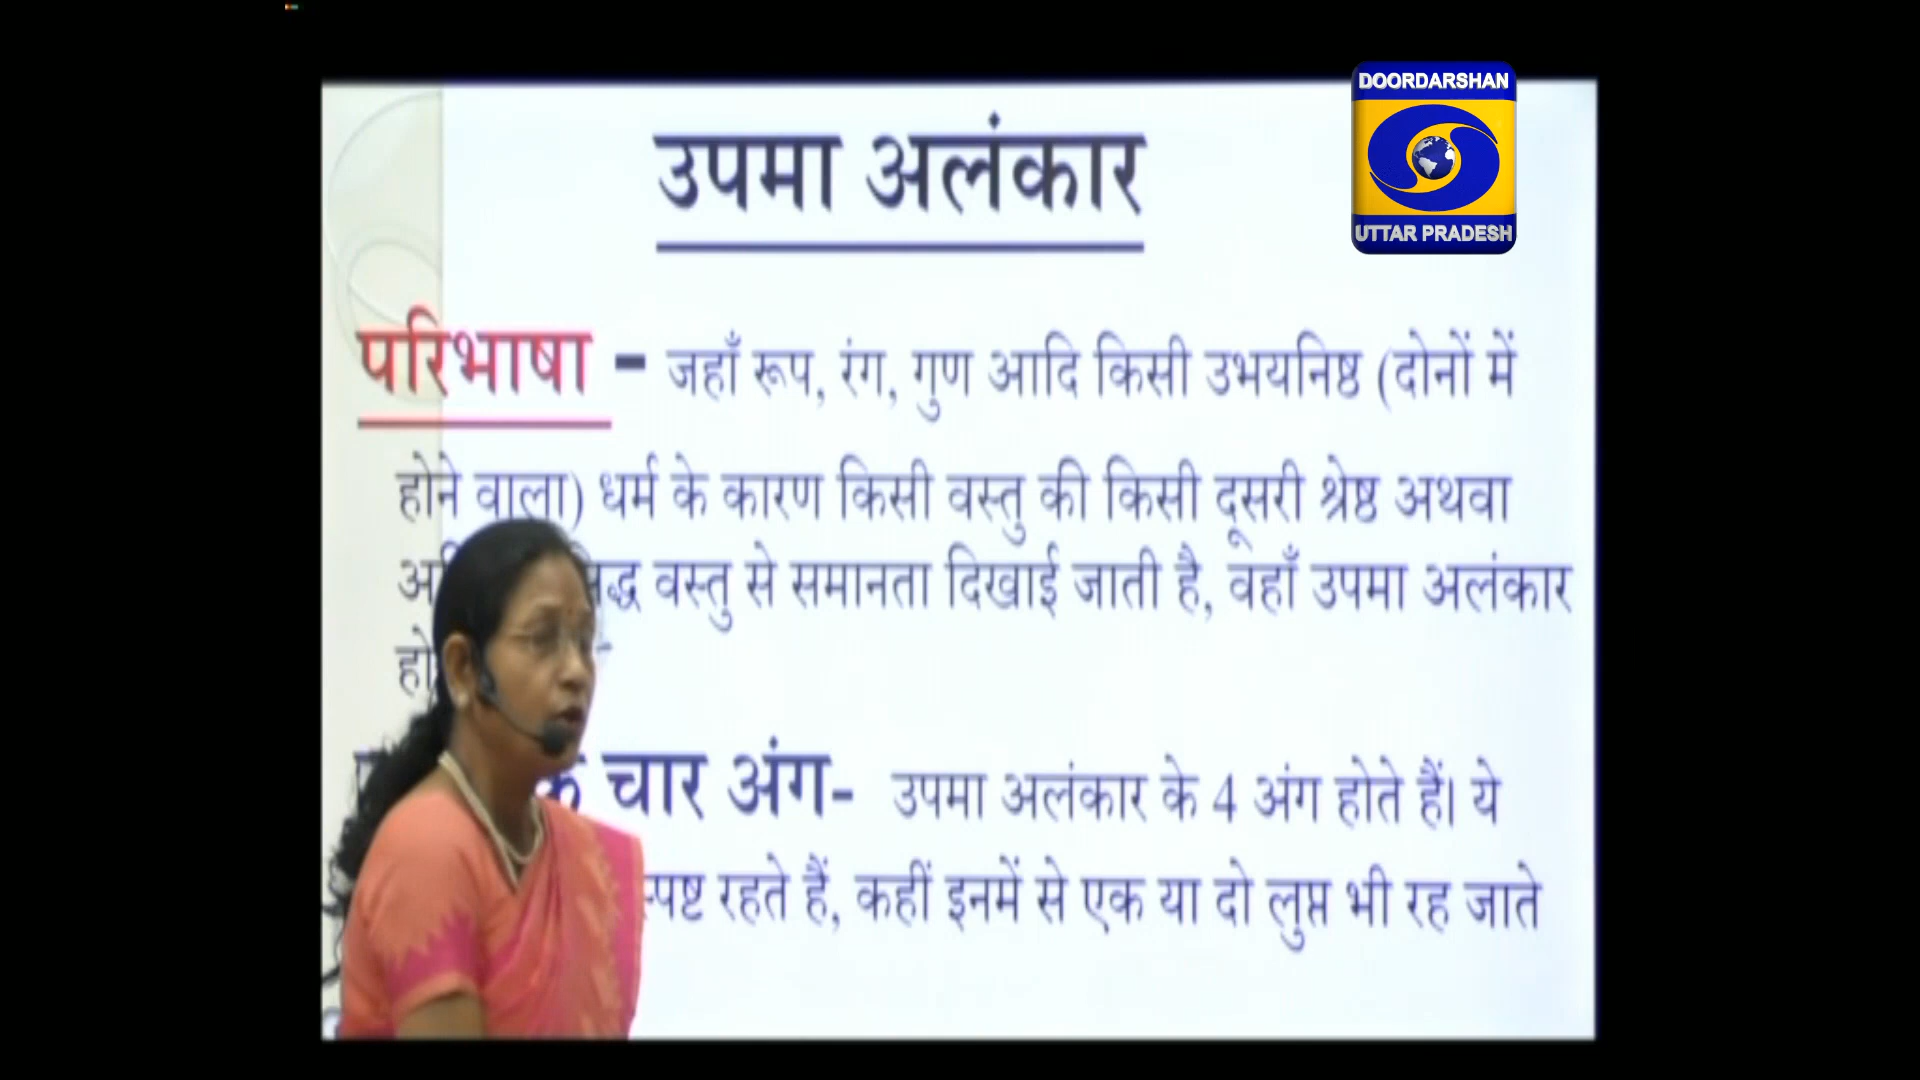 DOORDARSHAN
UTTAR PRADESH
उपमा अलंकार
परिभाषा - जहाँ रूप, रंग, गुण आदि किसी उभयनिष्ठ (दोनों में
होने वाला) धर्म के कारण किसी वस्तु की किसी दूसरी श्रेष्ठ अथवा
वस्तु से समानता दिखाई जाती है, वहाँ उपमा अलंकार
चार अंग- उपमा अलंकार के 4 अंग होते हैं। ये
रहते हैं, कहीं इनमें से एक या दो लुप्त भी रह जाते